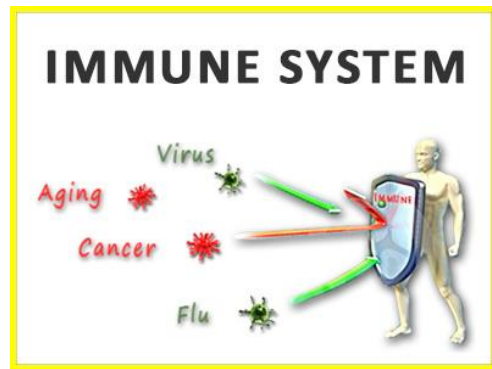 IMMUNE SYSTEM
Virus
Aging
Cancer
IMMUNE
Flu